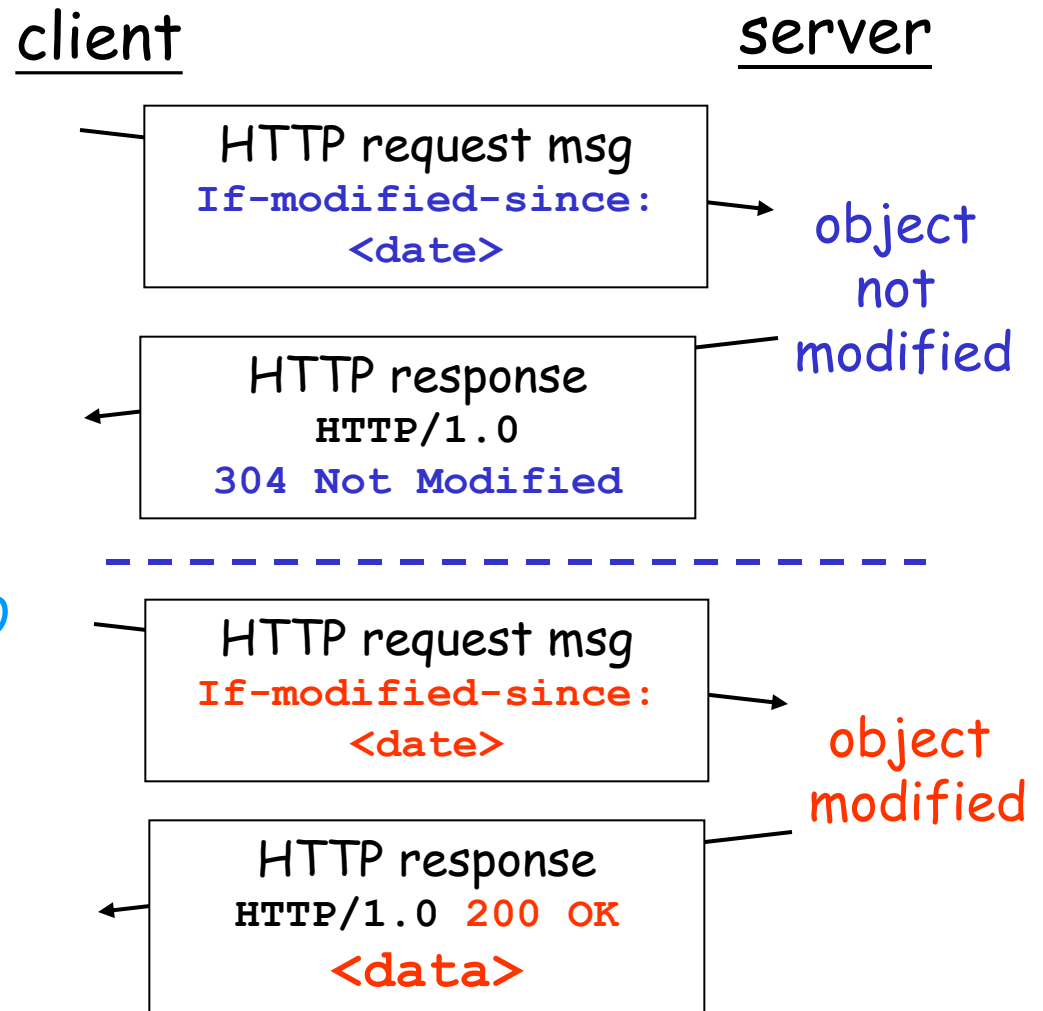 client
server
HTTP request msg
If-modified-since:
<date>
object
not
modified
HTTP response
HTTP/1.0
304 Not Modified
HTTP request msg
If-modified-since:
<date>
object
modified
HTTP response
HTTP/1.0 200 OK
<data>